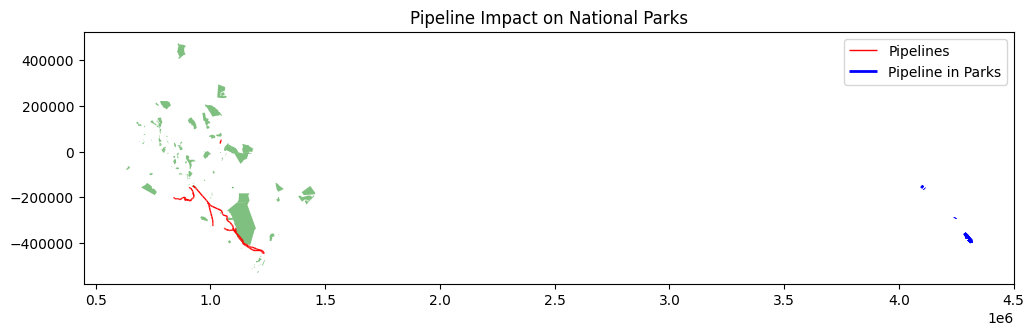 Pipeline Impact on National Parks
Pipelines
Pipeline in Parks
400000
200000
0
−200000
−400000
0.5 1.0 1.5 2.0 2.5 3.0 3.5 4.0 4.5
1e6